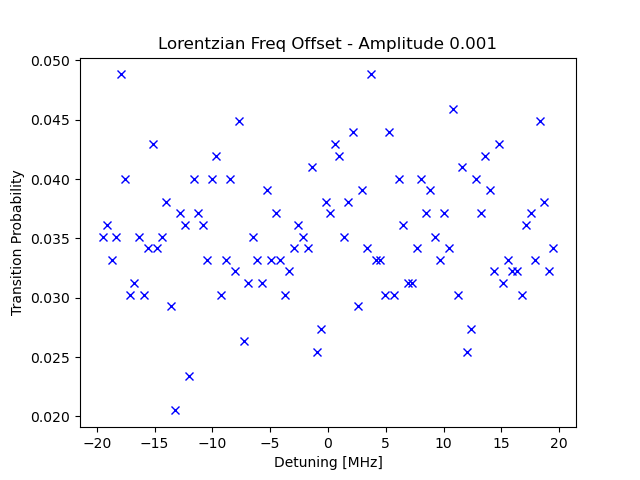 Lorentzian Freq Offset - Amplitude 0.001
Transition Probability
0.050
0.045
0.040
0.035
0.030
0.025
0.020
−20 −15 −10 −5 0 5 10 15 20
Detuning [MHz]